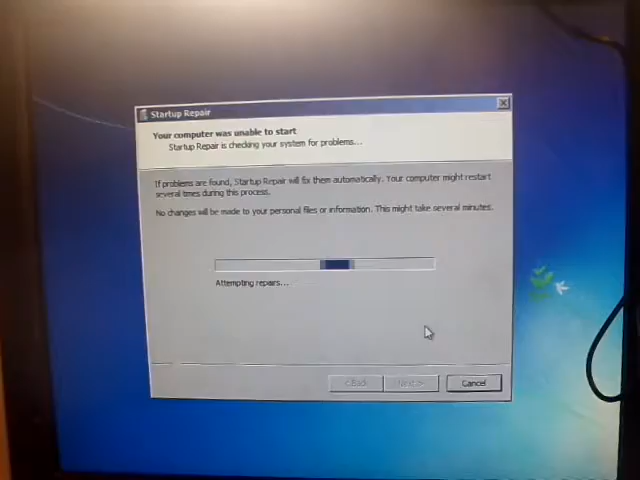 Startup Repair
Your computer was unable to start
Startup Repair is checking your system for problems...
If problems are found, Startup Repair will fix them automatically. Your computer might restart
several times during this process.
No changes will be made to your personal files or information. This might take several minutes.
Attempting repairs...
< Back
Next >
Cancel